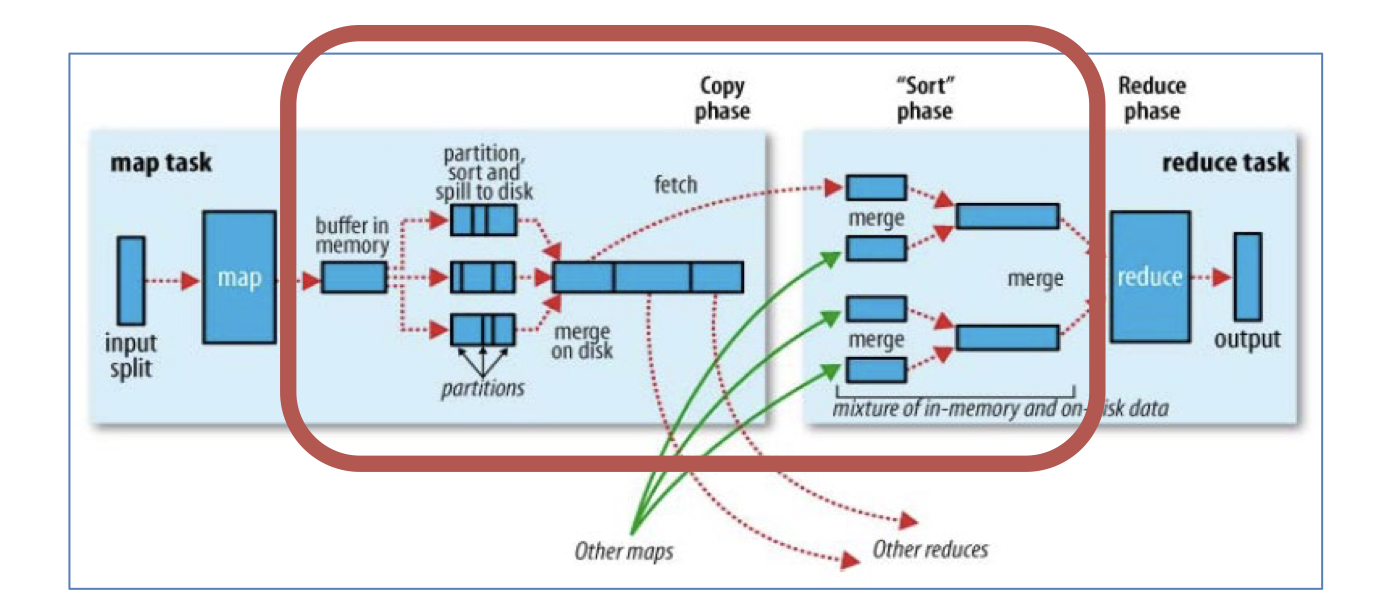 Copy
phase
“Sort”
phase
Reduce
phase
map task
reduce task
partition,
sort and
spill to disk
fetch
buffer in
memory
merge
map
merge
reduce
input
split
merge
on disk
merge
output
partitions
mixture of in-memory and on-disk data
Other maps
Other reduces